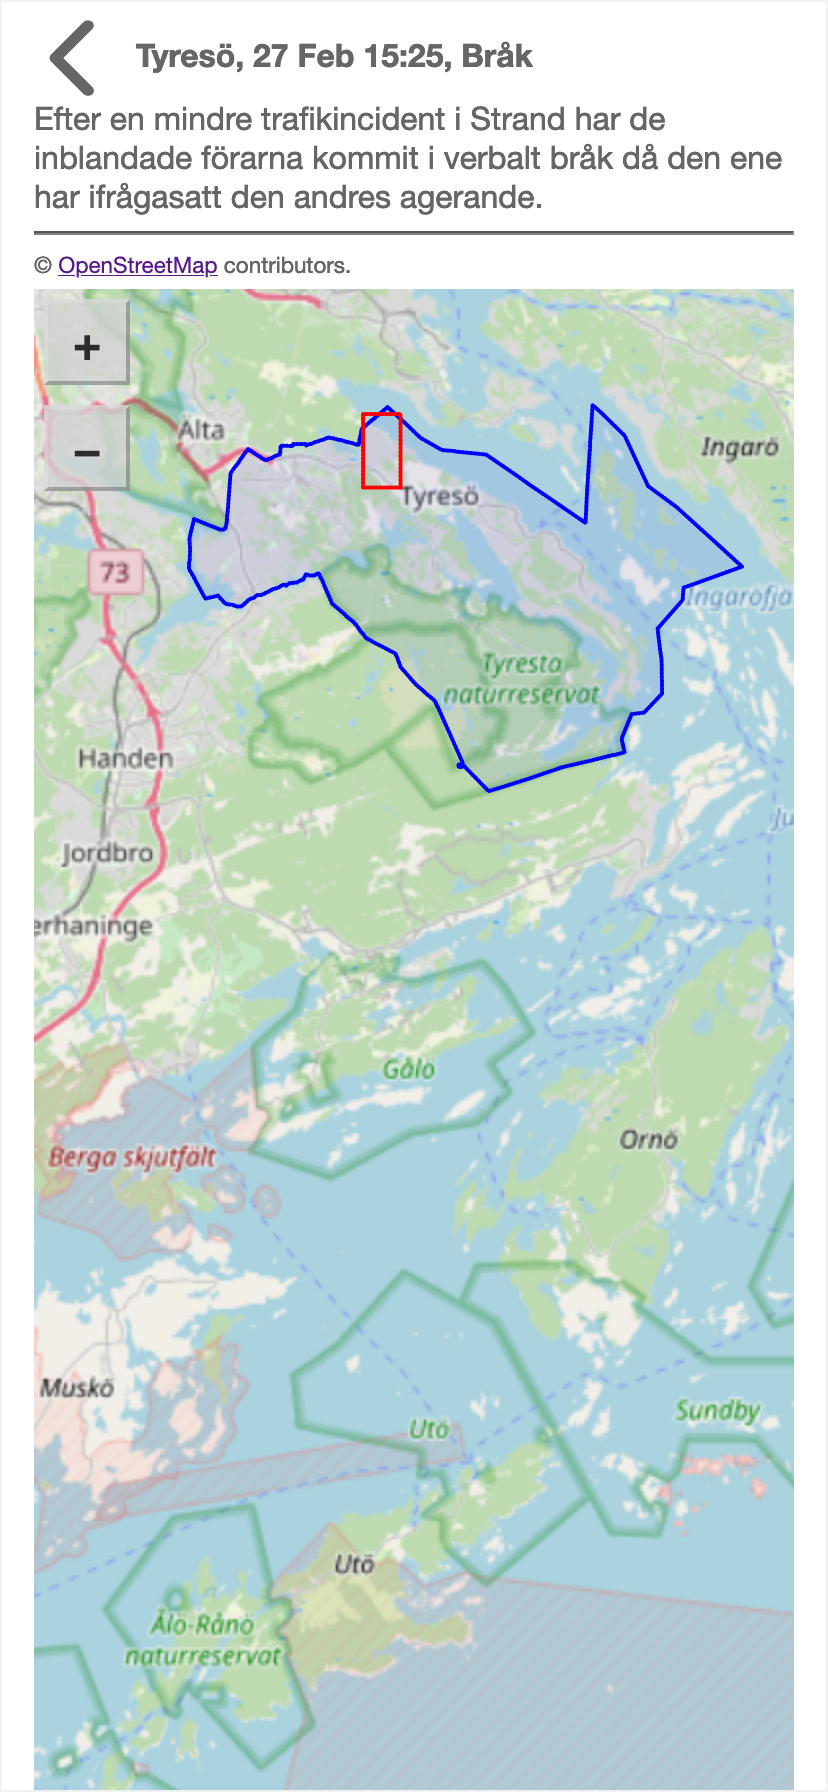 Tyresö, 27 Feb 15:25, Bråk
Efter en mindre trafikincident i Strand har de
inblandade förarna kommit i verbalt bråk då den ene
har ifrågasatt den andres agerande.
© OpenStreetMap contributors.
+
−
Älta
Ingarö
Tyresö
73
Ingaröfjä
Tyresta
naturreservat
Handen
Ju
Jordbro
erhaninge
Gålö
Ornö
Berga skjutfält
Muskö
Sundby
Utö
Utö
Ålö-Rånö
naturreservat